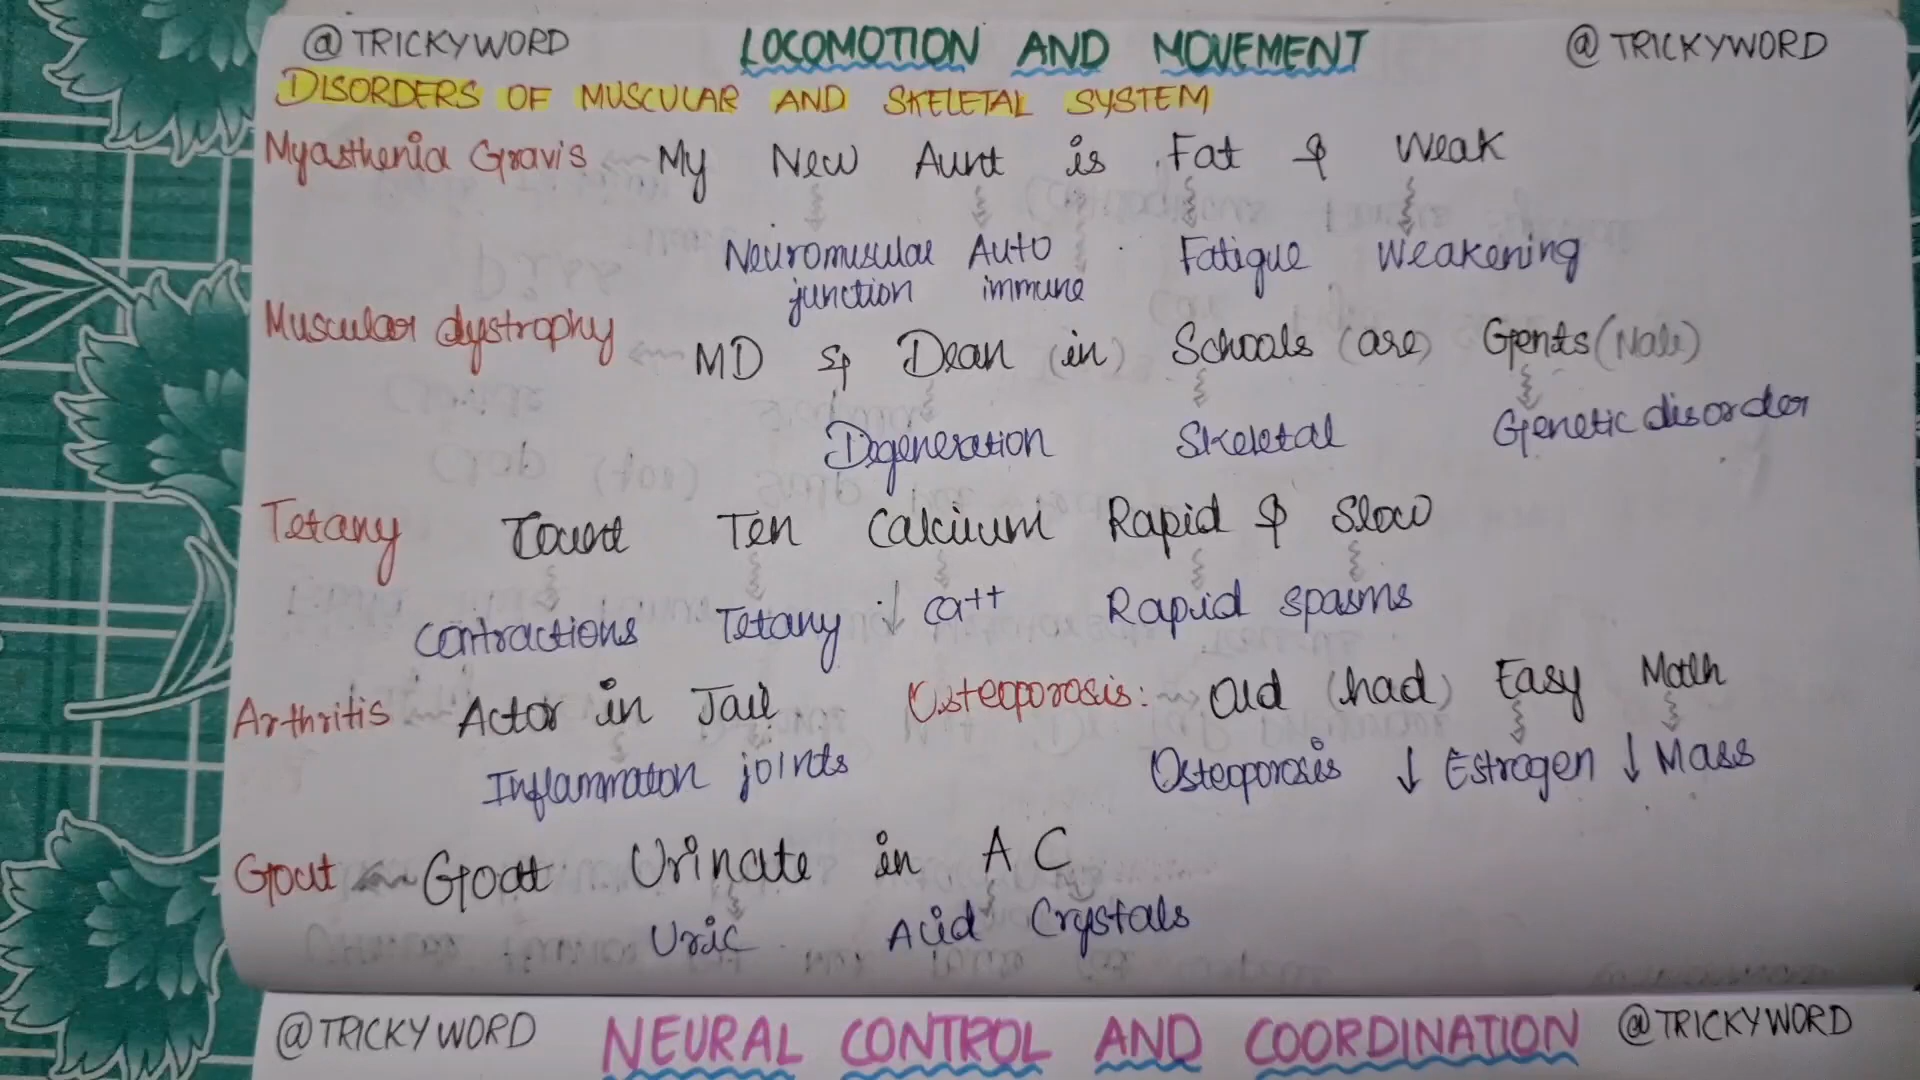 @TRICKYWORD LOCOMOTION AND MOVEMENT @TRICKYWORD
DISORDERS OF MUSCULAR AND SKELETAL SYSTEM
Myasthenia Gravis My New Aunt is Fat & Weak
Neuromuscular Auto Fatigue Weakening
junction immune
Muscular dystrophy MD & Dean (in) Schools (are) Gents (Male)
Degeneration Skeletal Genetic disorder
Tetany Count Ten Calcium Rapid & Slow
Contractions Tetany ↓ Ca++ Rapid spasms
Arthritis Actor in Jail Osteoporosis: Old (had) Easy Math
Inflammaton joints Osteoporosis ↓ Estrogen ↓ Mass
Gout Goat Urinate in A C
Uric Acid Crystals
@TRICKYWORD NEURAL CONTROL AND COORDINATION @TRICKYWORD